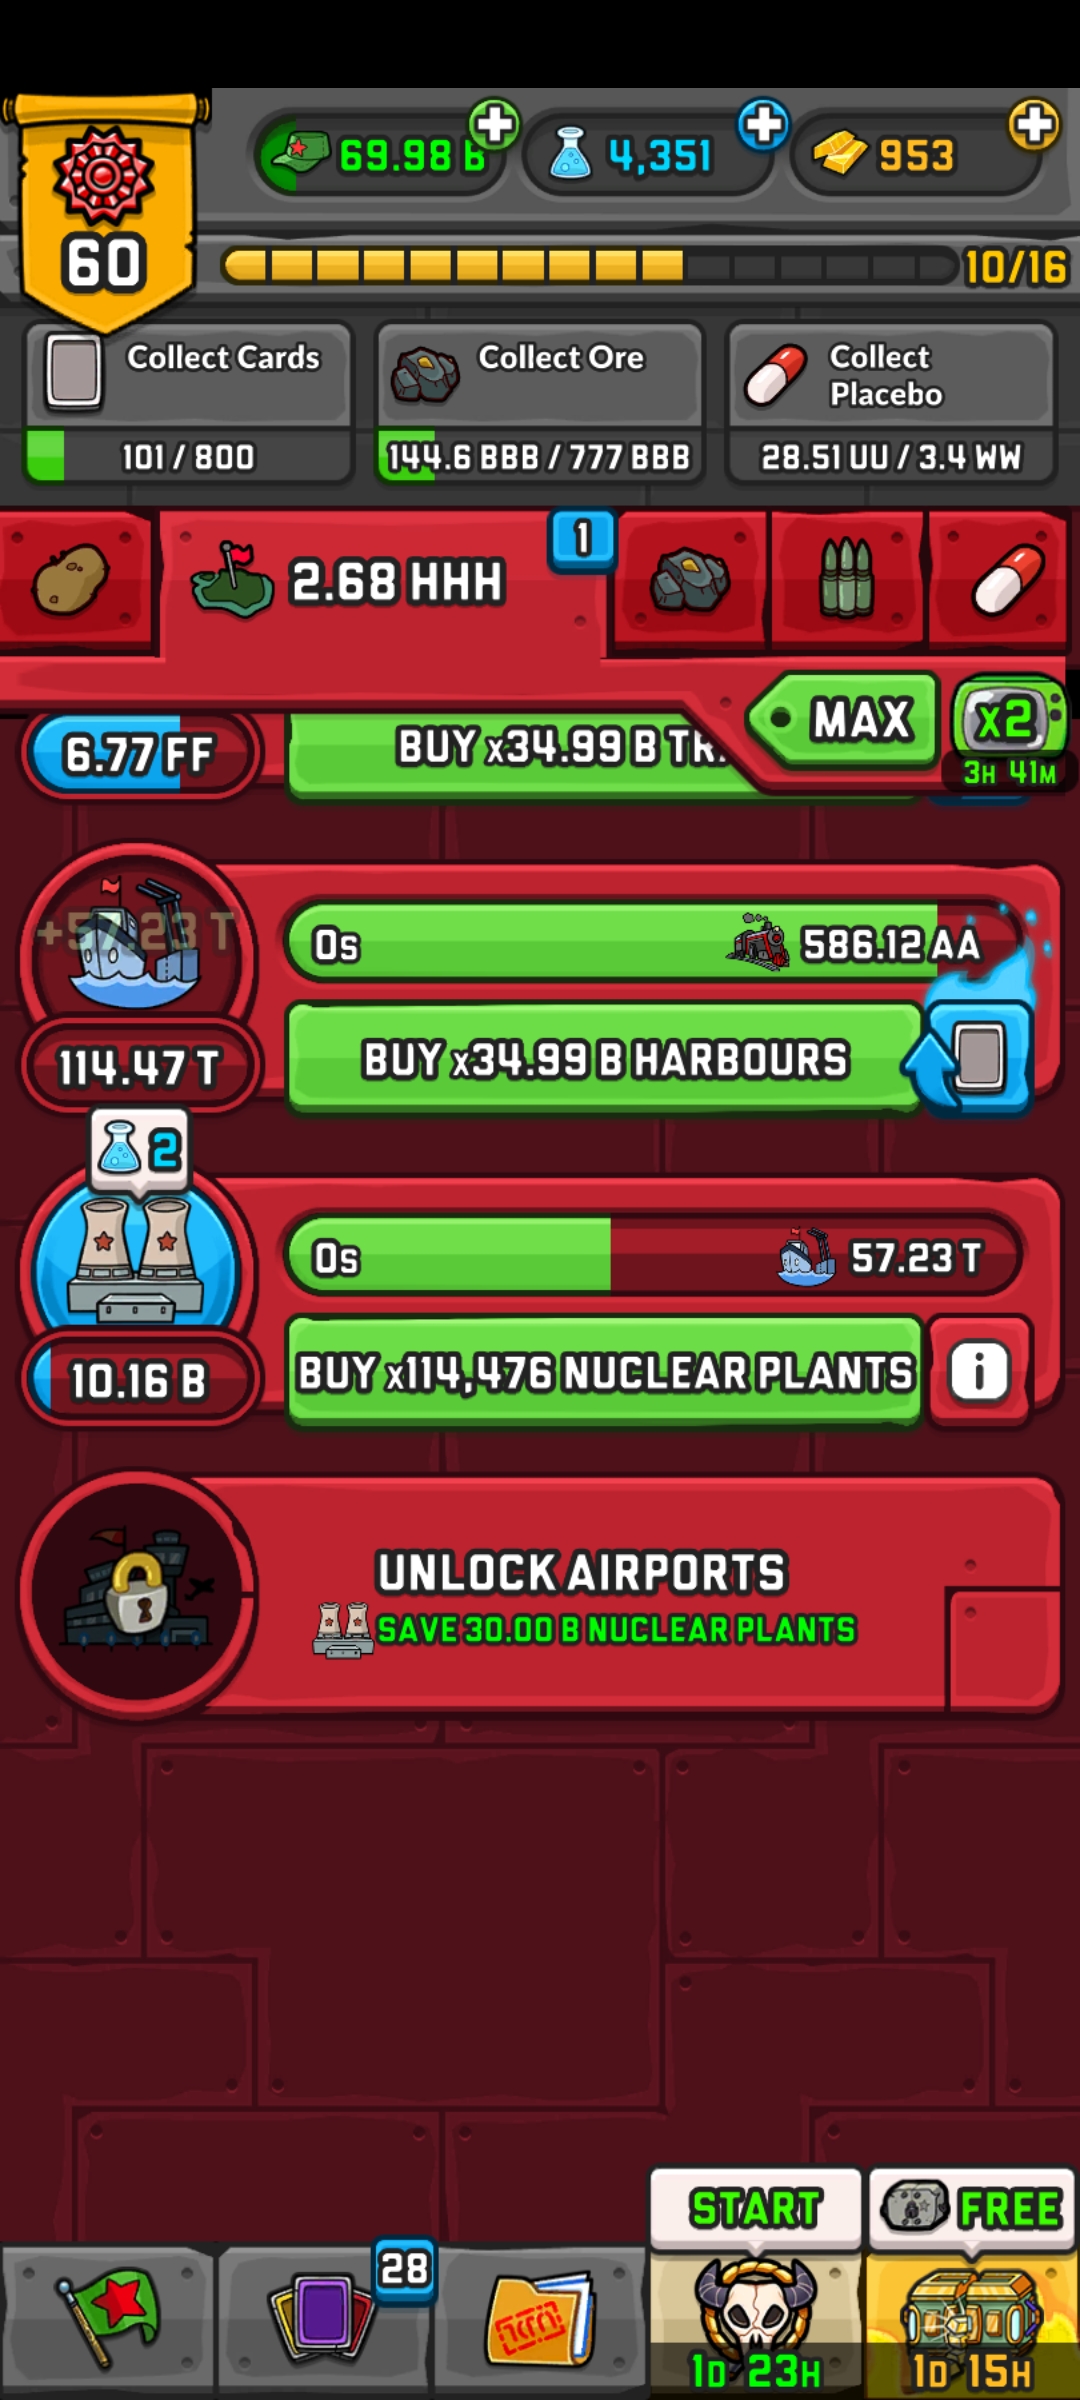 69.98 B
4,351
953
60
10/16
Collect Cards
101 / 800
Collect Ore
144.6 BBB / 777 BBB
Collect
Placebo
28.51 UU / 3.4 WW
2.68 HHH
1
6.77 FF
BUY x34.99 B
MAX
x2
3H 41M
+57.23 T
0s
586.12 AA
114.47 T
BUY x34.99 B HARBOURS
2
0s
57.23 T
10.16 B
BUY x114,476 NUCLEAR PLANTS
i
UNLOCK AIRPORTS
SAVE 30.00 B NUCLEAR PLANTS
28
START
1D 23H
FREE
1D 15H